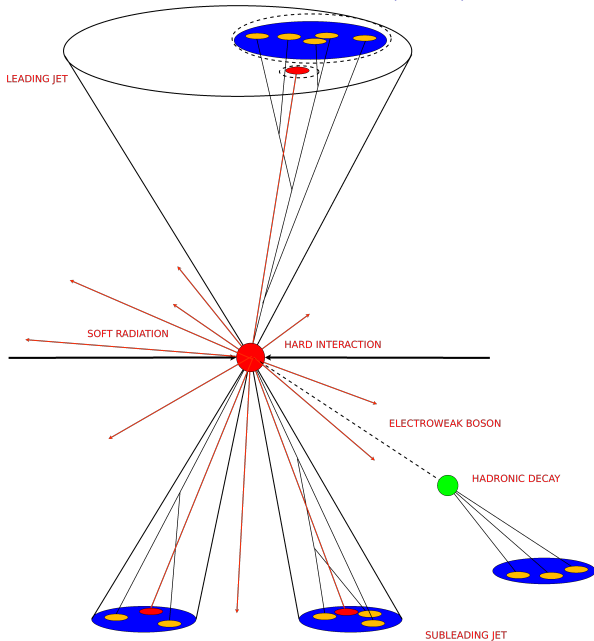 LEADING JET
SOFT RADIATION
HARD INTERACTION
ELECTROWEAK BOSON
HADRONIC DECAY
SUBLEADING JET